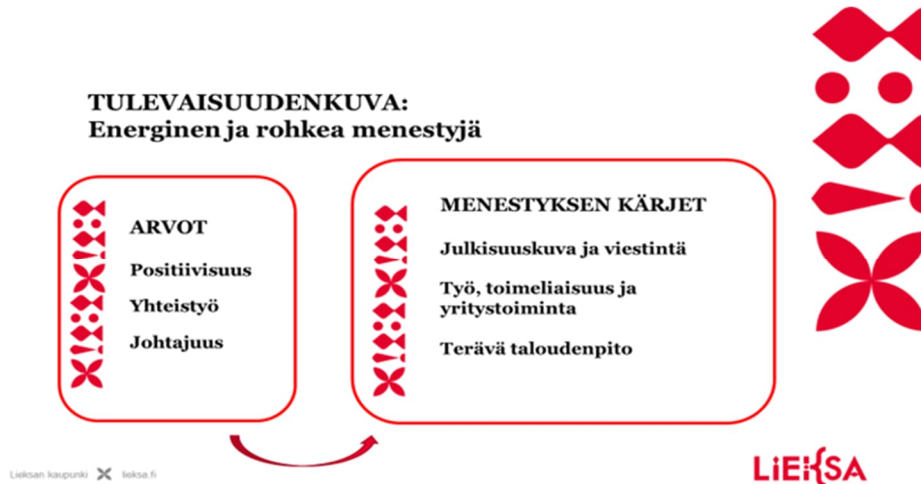 TULEVAISUUDENKUVA:
Energinen ja rohkea menestyjä
ARVOT
Positiivisuus
Yhteistyö
Johtajuus
MENESTYKSEN KÄRJET
Julkisuuskuva ja viestintä
Työ, toimeliaisuus ja
yritystoiminta
Terävä taloudenpito
Lieksan kaupunki lieksa.fi
LiEKSA